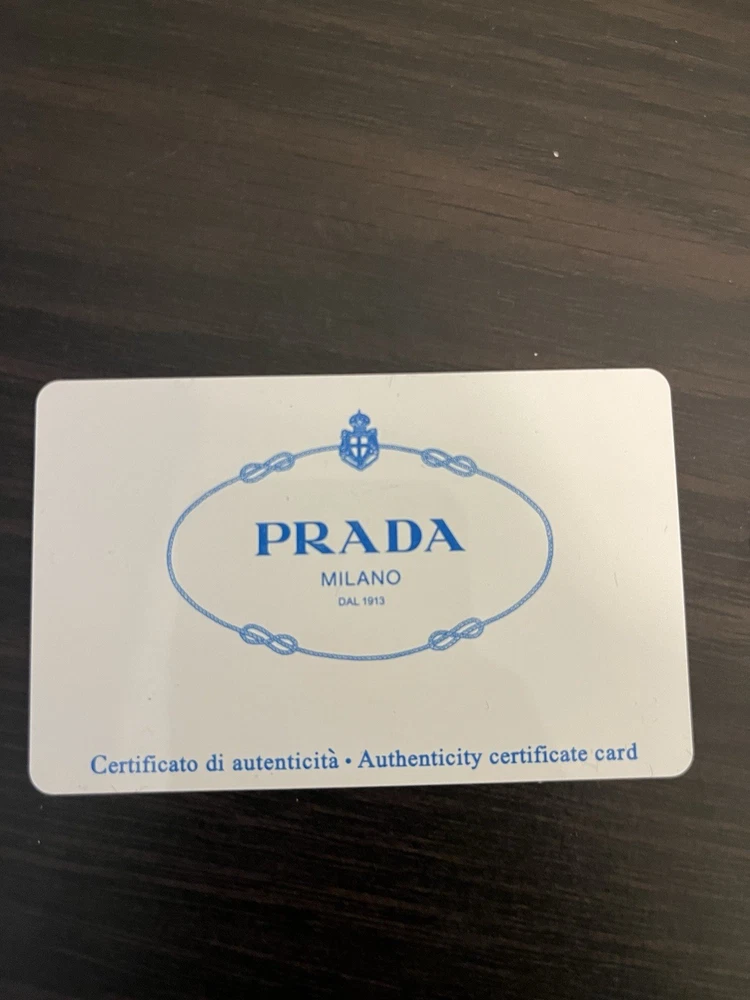 PRADA
MILANO
DAL 1913
Certificato di autenticità • Authenticity certificate card